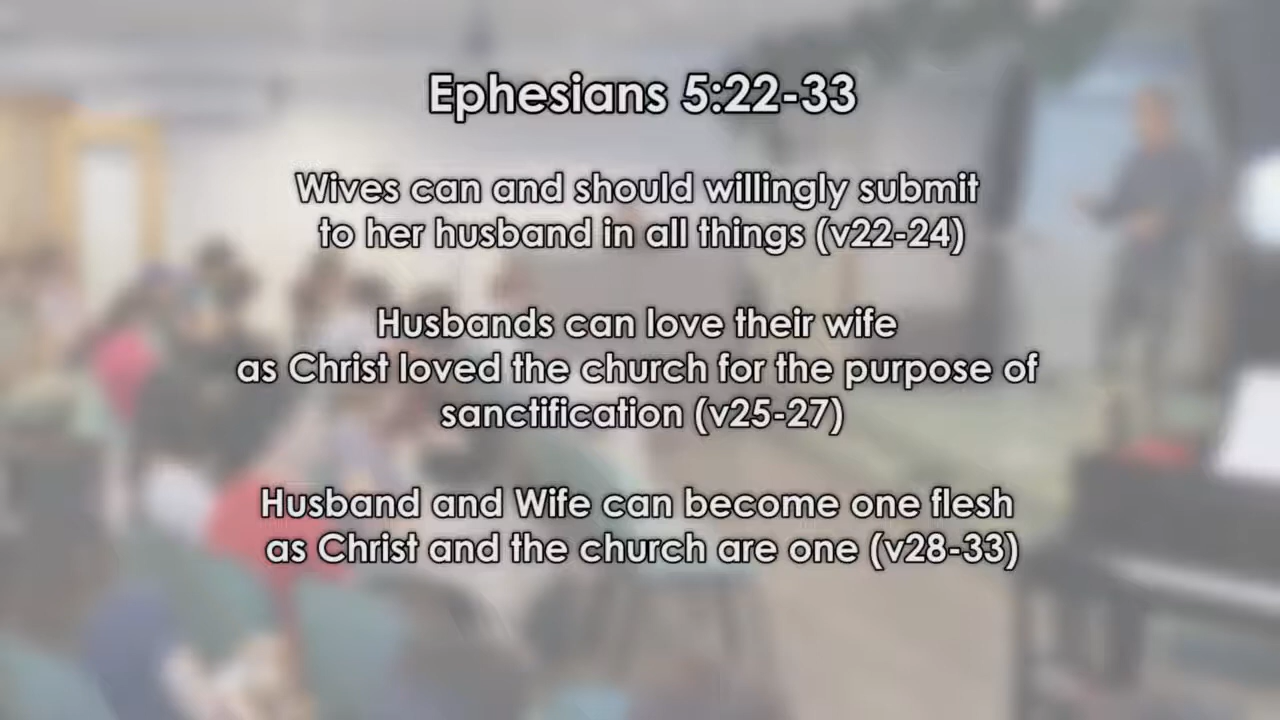 Ephesians 5:22-33
Wives can and should willingly submit
to her husband in all things (v22-24)
Husbands can love their wife
as Christ loved the church for the purpose of
sanctification (v25-27)
Husband and Wife can become one flesh
as Christ and the church are one (v28-33)